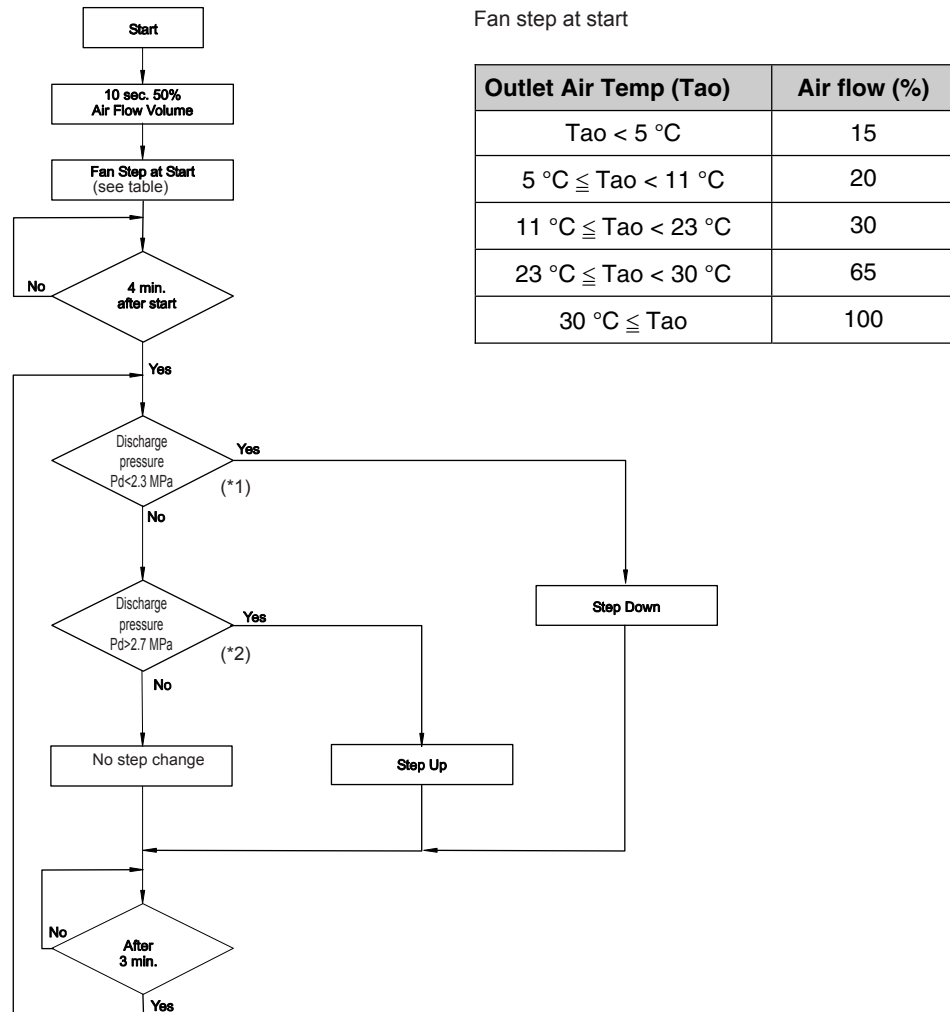 Start
10 sec. 50%
Air Flow Volume
Fan Step at Start
(see table)
No
4 min.
after start
Yes
Discharge
pressure
Pd<2.3 MPa
Yes
(*1)
No
Discharge
pressure
Pd>2.7 MPa
Yes
(*2)
No
Step Down
No step change
Step Up
No
After
3 min.
Yes
Fan step at start
Outlet Air Temp (Tao) Air flow (%)
Tao < 5 °C 15
5 °C ≦ Tao < 11 °C 20
11 °C ≦ Tao < 23 °C 30
23 °C ≦ Tao < 30 °C 65
30 °C ≦ Tao 100